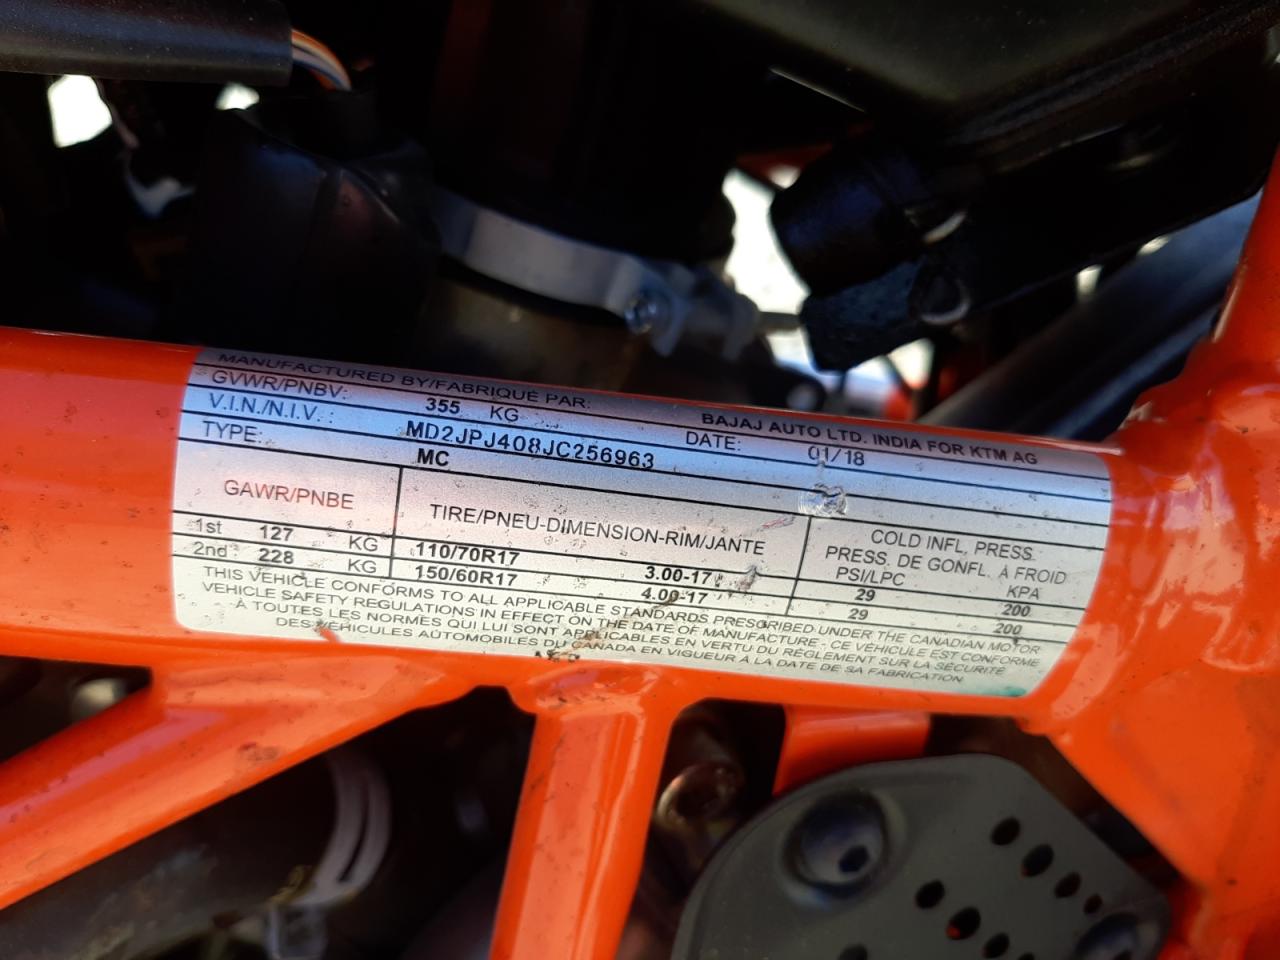 MANUFACTURED BY/FABRIQUÉ PAR: BAJAJ AUTO LTD. INDIA FOR KTM AG
GVWR/PNBV: 355 KG DATE: 01/18
V.I.N./N.I.V.: MD2JPJ408JC256963
TYPE: MC
GAWR/PNBE TIRE/PNEU-DIMENSION-RIM/JANTE COLD INFL. PRESS.
PRESS. DE GONFL. À FROID
PSI/LPC KPA
1st 127 KG 110/70R17 3.00-17 29 200
2nd 228 KG 150/60R17 4.00-17 29 200
THIS VEHICLE CONFORMS TO ALL APPLICABLE STANDARDS PRESCRIBED UNDER THE CANADIAN MOTOR
VEHICLE SAFETY REGULATIONS IN EFFECT ON THE DATE OF MANUFACTURE - CE VÉHICULE EST CONFORME
À TOUTES LES NORMES QUI LUI SONT APPLICABLES EN VERTU DU RÈGLEMENT SUR LA SÉCURITÉ
DES VÉHICULES AUTOMOBILES DU CANADA EN VIGUEUR À LA DATE DE SA FABRICATION